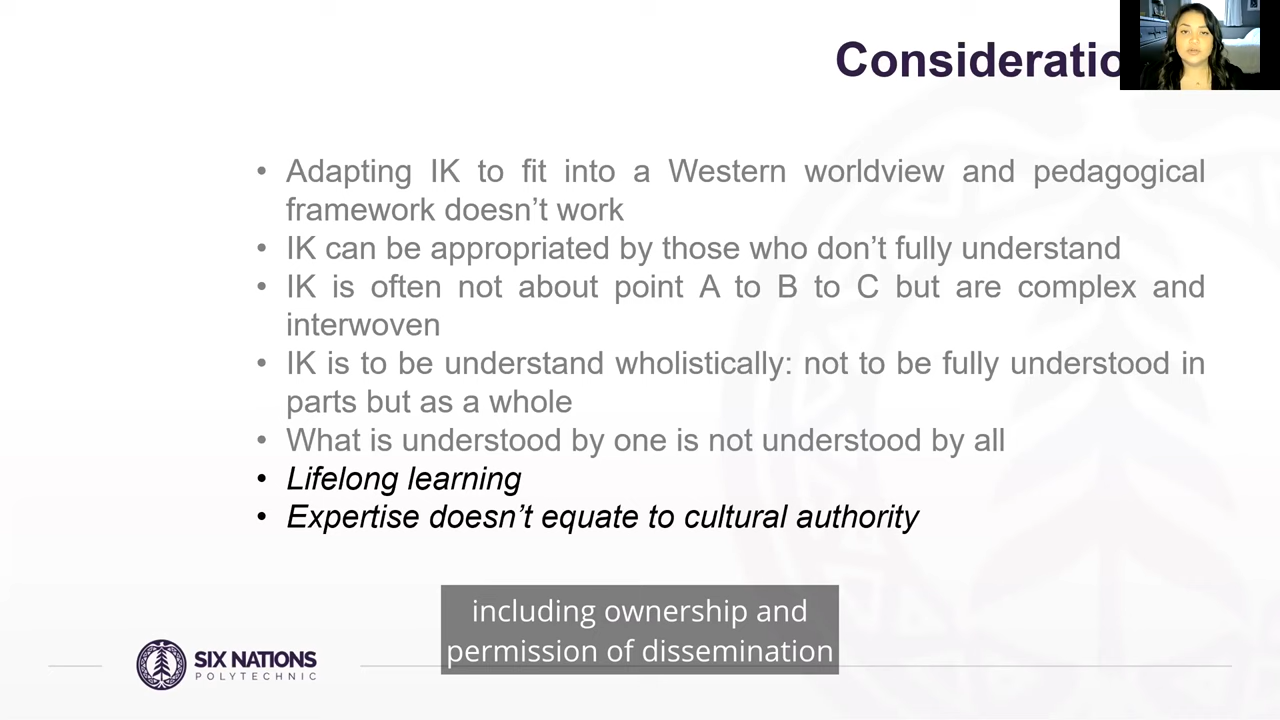 Consideratio
• Adapting IK to fit into a Western worldview and pedagogical
framework doesn’t work
• IK can be appropriated by those who don’t fully understand
• IK is often not about point A to B to C but are complex and
interwoven
• IK is to be understand wholistically: not to be fully understood in
parts but as a whole
• What is understood by one is not understood by all
• Lifelong learning
• Expertise doesn’t equate to cultural authority
including ownership and
permission of dissemination
SIX NATIONS
POLYTECHNIC